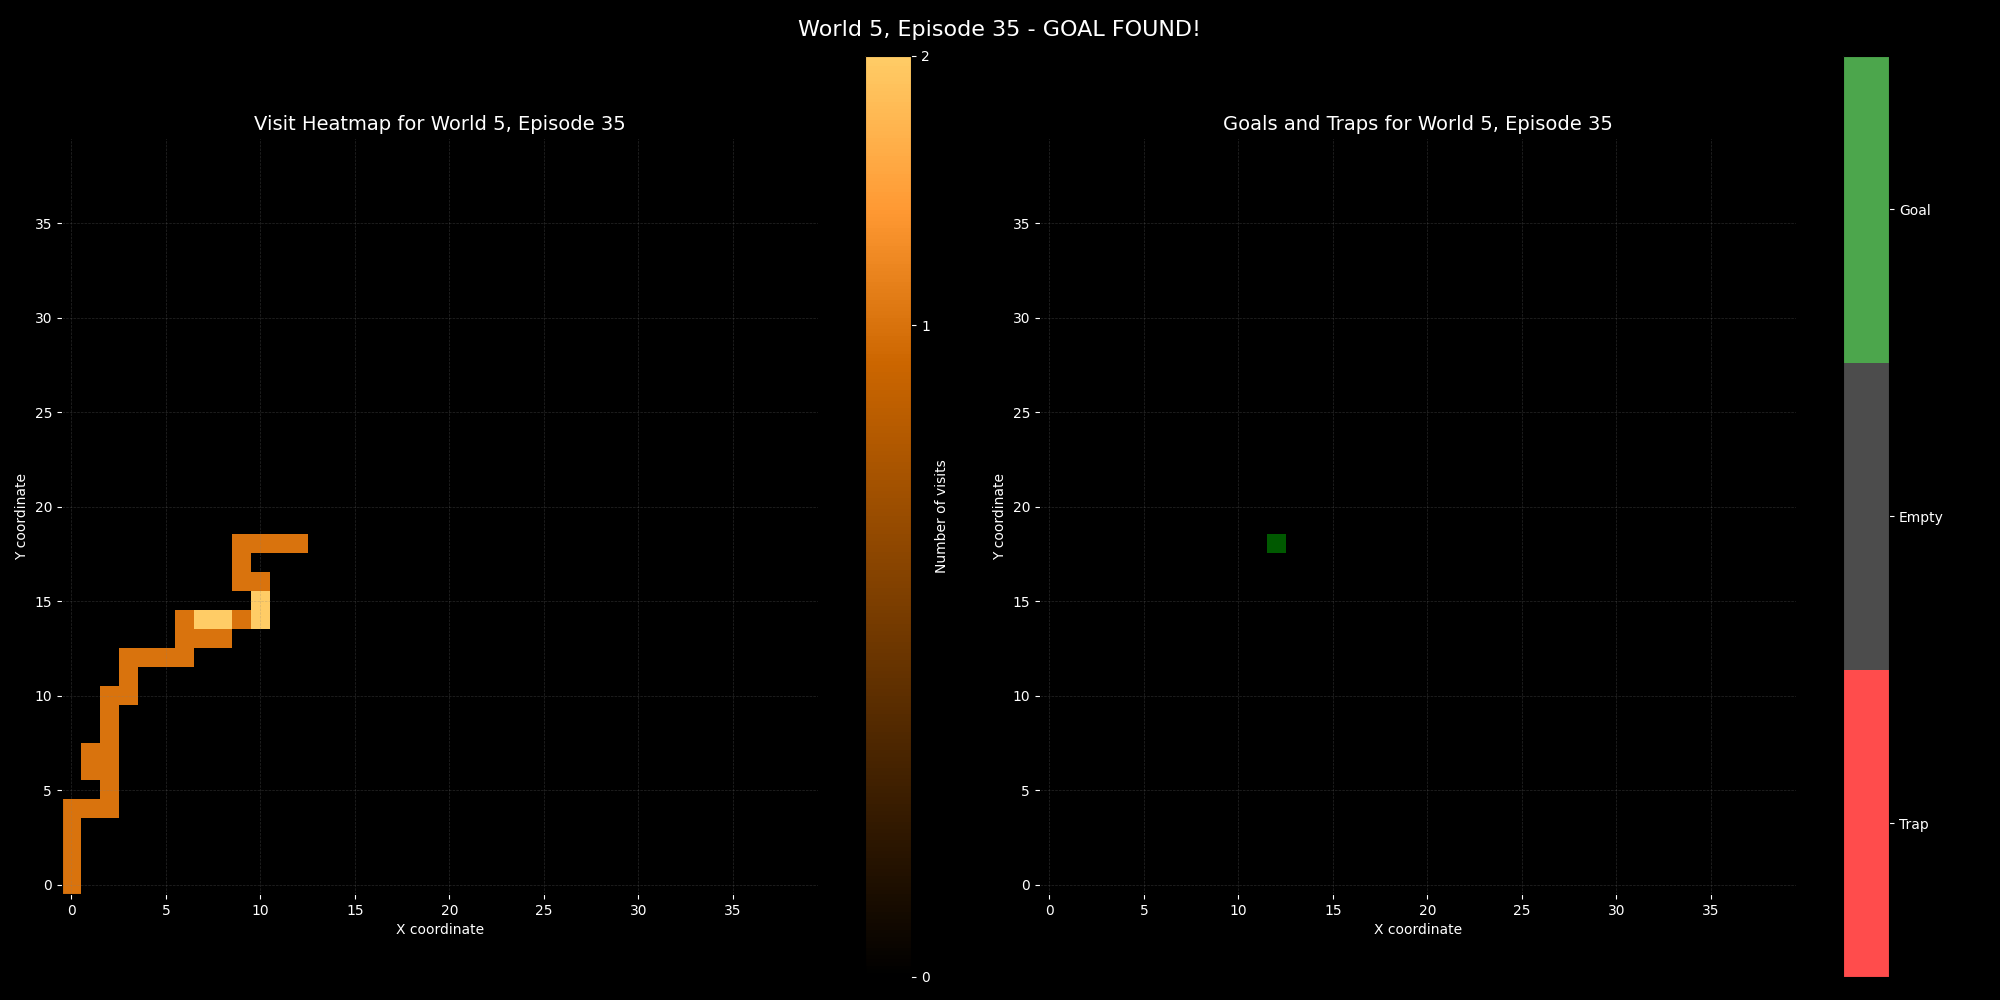 World 5, Episode 35 - GOAL FOUND!
Visit Heatmap for World 5, Episode 35
Y coordinate
35
30
25
20
15
10
5
0
0 5 10 15 20 25 30 35
X coordinate
2
1
0
Number of visits
Goals and Traps for World 5, Episode 35
Y coordinate
35
30
25
20
15
10
5
0
0 5 10 15 20 25 30 35
X coordinate
Goal
Empty
Trap